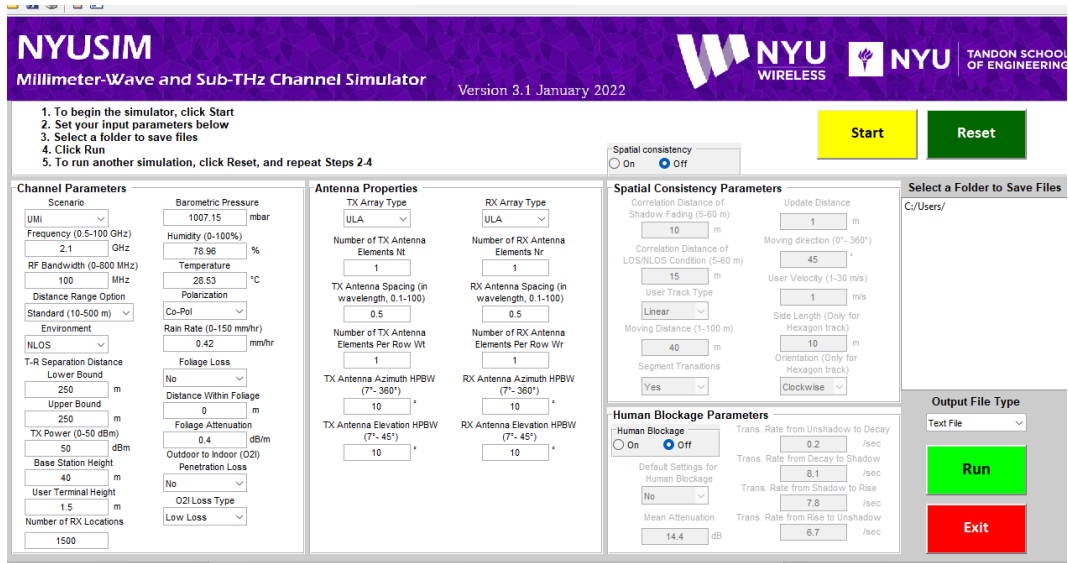 NYUSIM
Millimeter-Wave and Sub-THz Channel Simulator
Version 3.1 January 2022
NYU
WIRELESS
NYU
TANDON SCHOOL
OF ENGINEERING
1. To begin the simulator, click Start
2. Set your input parameters below
3. Select a folder to save files
4. Click Run
5. To run another simulation, click Reset, and repeat Steps 2-4
Spatial consistency
On Off
Start
Reset
Channel Parameters
Scenario
UMi
Frequency (0.5-100 GHz)
2.1 GHz
RF Bandwidth (0-800 MHz)
100 MHz
Distance Range Option
Standard (10-500 m)
Environment
NLOS
T-R Separation Distance
Lower Bound
250 m
Upper Bound
250 m
TX Power (0-50 dBm)
50 dBm
Base Station Height
40 m
User Terminal Height
1.5 m
Number of RX Locations
1500
Barometric Pressure
1007.15 mbar
Humidity (0-100%)
78.96 %
Temperature
28.53 °C
Polarization
Co-Pol
Rain Rate (0-150 mm/hr)
0.42 mm/hr
Foliage Loss
No
Distance Within Foliage
0 m
Foliage Attenuation
0.4 dB/m
Outdoor to Indoor (O2I)
Penetration Loss
No
O2I Loss Type
Low Loss
Antenna Properties
TX Array Type
ULA
Number of TX Antenna
Elements Nt
1
TX Antenna Spacing (in
wavelength, 0.1-100)
0.5
Number of TX Antenna
Elements Per Row Wt
1
TX Antenna Azimuth HPBW
(7°- 360°)
10 °
TX Antenna Elevation HPBW
(7°- 45°)
10 °
RX Array Type
ULA
Number of RX Antenna
Elements Nr
1
RX Antenna Spacing (in
wavelength, 0.1-100)
0.5
Number of RX Antenna
Elements Per Row Wr
1
RX Antenna Azimuth HPBW
(7°- 360°)
10 °
RX Antenna Elevation HPBW
(7°- 45°)
10 °
Spatial Consistency Parameters
Correlation Distance of
Shadow Fading (5-60 m)
10 m
Correlation Distance of
LOS/NLOS Condition (5-60 m)
15 m
User Track Type
Linear
Moving Distance (1-100 m)
40 m
Segment Transitions
Yes
Update Distance
1 m
Moving direction (0°- 360°)
45 °
User Velocity (1-30 m/s)
1 m/s
Side Length (Only for
Hexagon track)
10 m
Orientation (Only for
Hexagon track)
Clockwise
Human Blockage Parameters
Human Blockage
On Off
Default Settings for
Human Blockage
No
Mean Attenuation
14.4 dB
Trans. Rate from Unshadow to Decay
0.2 /sec
Trans. Rate from Decay to Shadow
8.1 /sec
Trans. Rate from Shadow to Rise
7.8 /sec
Trans. Rate from Rise to Unshadow
6.7 /sec
Select a Folder to Save Files
C:/Users/
Output File Type
Text File
Run
Exit